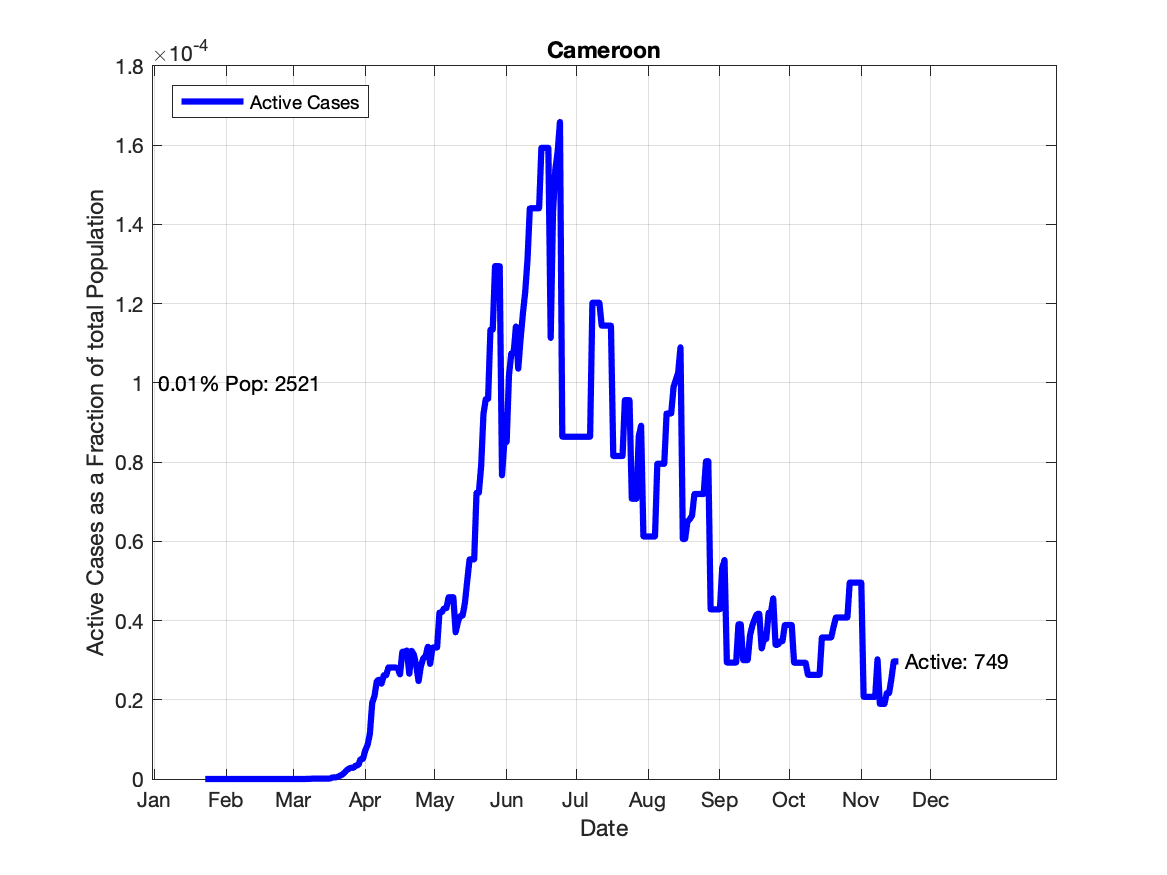 Cameroon
×10-4
1.8
1.6
1.4
1.2
1
0.8
0.6
0.4
0.2
0
Active Cases as a Fraction of total Population
Active Cases
0.01% Pop: 2521
Active: 749
Jan Feb Mar Apr May Jun Jul Aug Sep Oct Nov Dec
Date